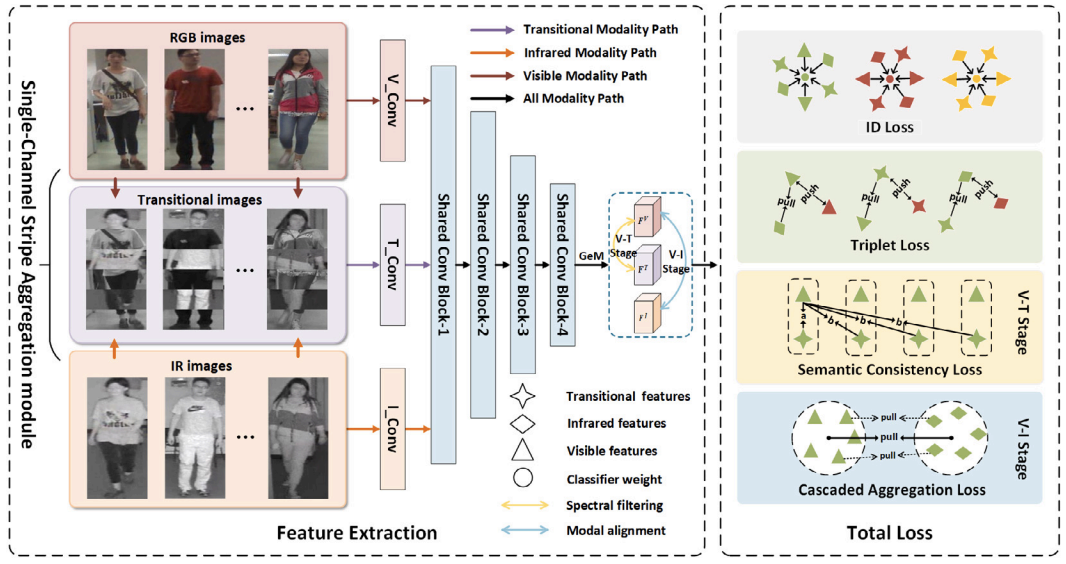 Single-Channel Stripe Aggregation module
RGB images
...
Transitional images
...
IR images
...
V_Conv
T_Conv
I_Conv
Transitional Modality Path
Infrared Modality Path
Visible Modality Path
All Modality Path
Shared Conv Block-1
Shared Conv Block-2
Shared Conv Block-3
Shared Conv Block-4
GeM
F^V
V-T
Stage
F^T
V-I
Stage
F^I
Transitional features
Infrared features
Visible features
Classifier weight
Spectral filtering
Modal alignment
Feature Extraction
ID Loss
pull
push
pull
push
pull
push
Triplet Loss
a
b
b
b
Semantic Consistency Loss
V-T Stage
pull
pull
pull
Cascaded Aggregation Loss
V-I Stage
Total Loss